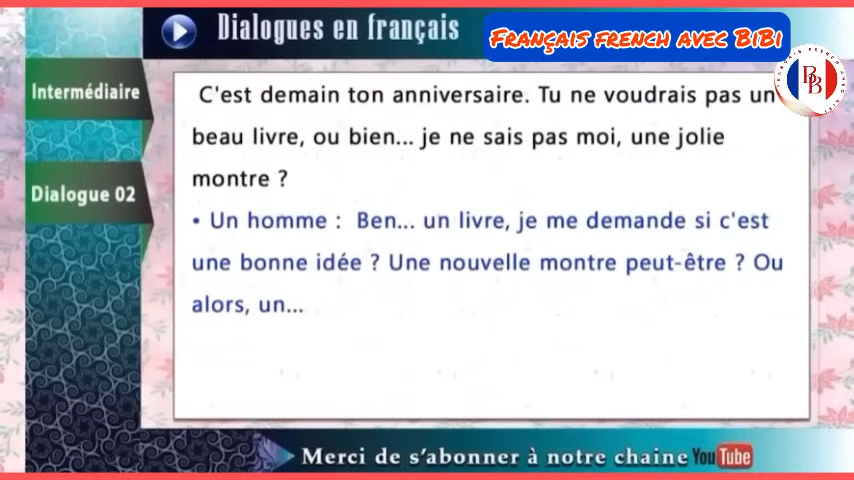 Dialogues en français
Français french avec BiBi
Intermédiaire
Dialogue 02
C'est demain ton anniversaire. Tu ne voudrais pas un
beau livre, ou bien... je ne sais pas moi, une jolie
montre ?
• Un homme : Ben... un livre, je me demande si c'est
une bonne idée ? Une nouvelle montre peut-être ? Ou
alors, un...
Merci de s'abonner à notre chaine YouTube